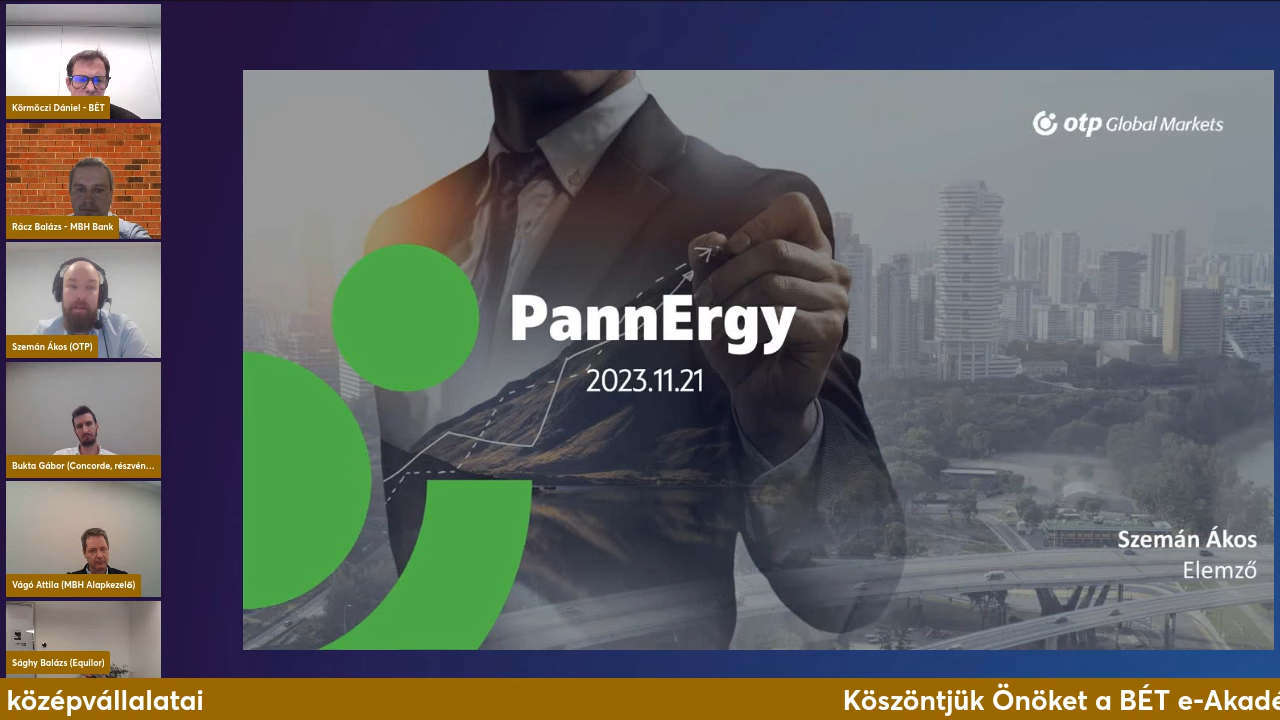 Körmöczi Dániel - BÉT
Rácz Balázs - MBH Bank
Szemán Ákos (OTP)
Bukta Gábor (Concorde, részvén...
Vágó Attila (MBH Alapkezelő)
Sághy Balázs (Equilor)
otp Global Markets
PannErgy
2023.11.21
Szemán Ákos
Elemző
középvállalatai Köszöntjük Önöket a BÉT e-Akadé